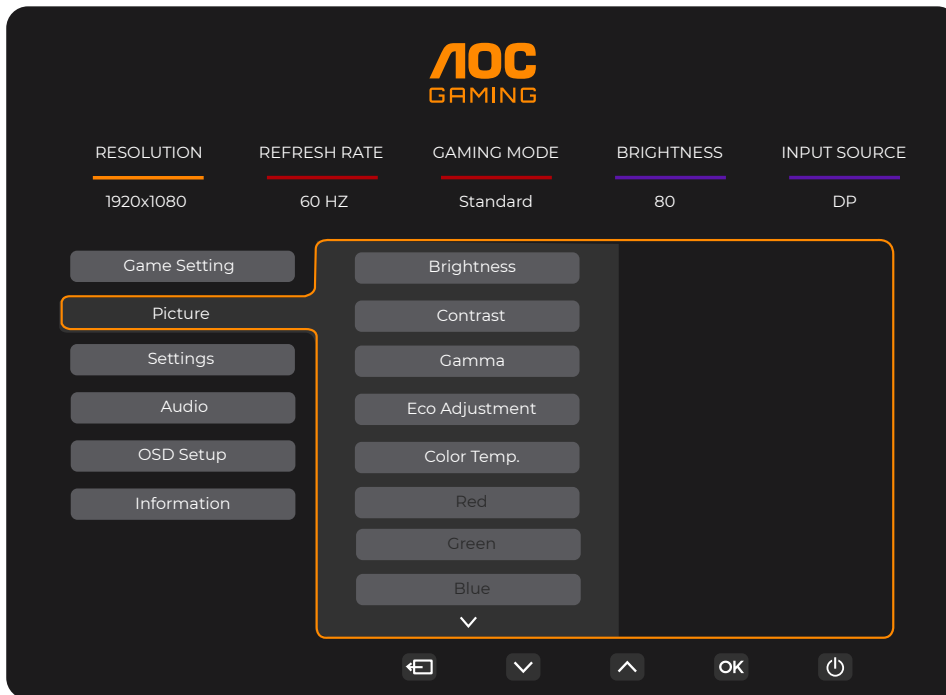 AOC
GAMING
RESOLUTION REFRESH RATE GAMING MODE BRIGHTNESS INPUT SOURCE
1920x1080 60 HZ Standard 80 DP
Game Setting
Picture
Settings
Audio
OSD Setup
Information
Brightness
Contrast
Gamma
Eco Adjustment
Color Temp.
Red
Green
Blue
OK